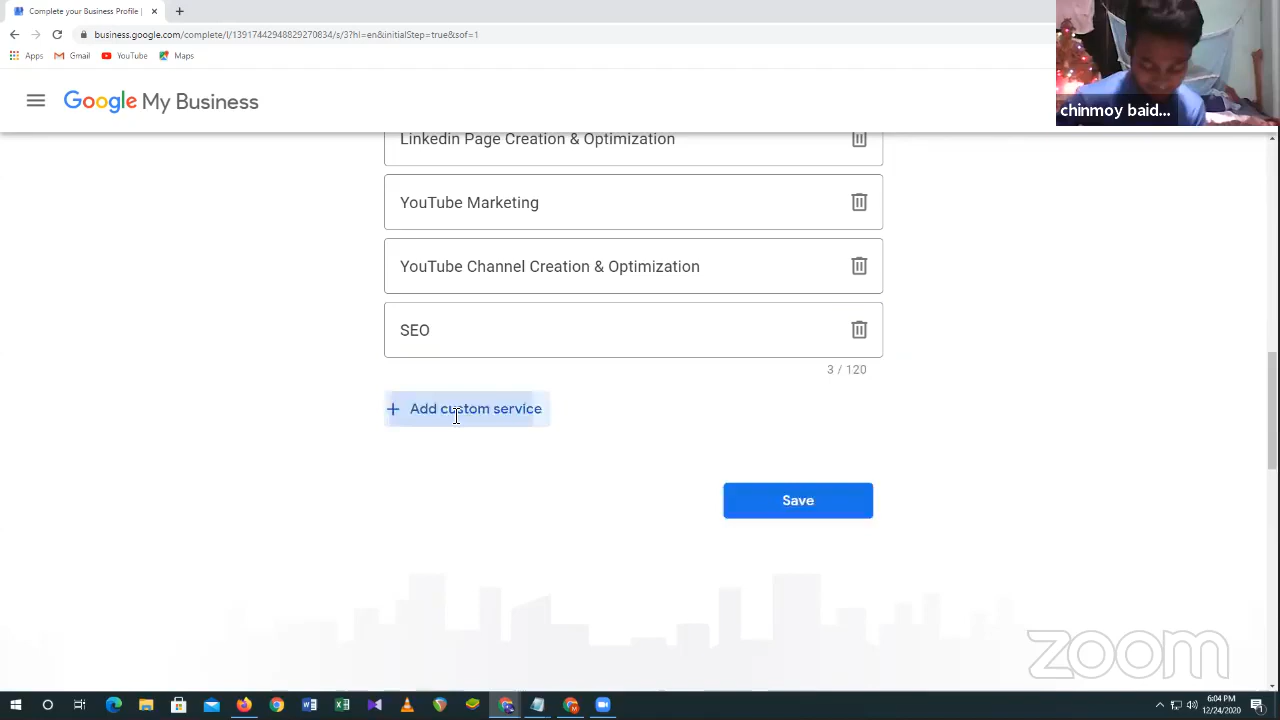 Complete your Business Profile |
business.google.com/complete/l/13917442948829270834/s/3?hl=en&initialStep=true&sof=1
Apps Gmail YouTube Maps
Google My Business
chinmoy baid...
Linkedin Page Creation & Optimization
YouTube Marketing
YouTube Channel Creation & Optimization
SEO
3 / 120
+ Add custom service
Save
zoom
6:04 PM
12/24/2020